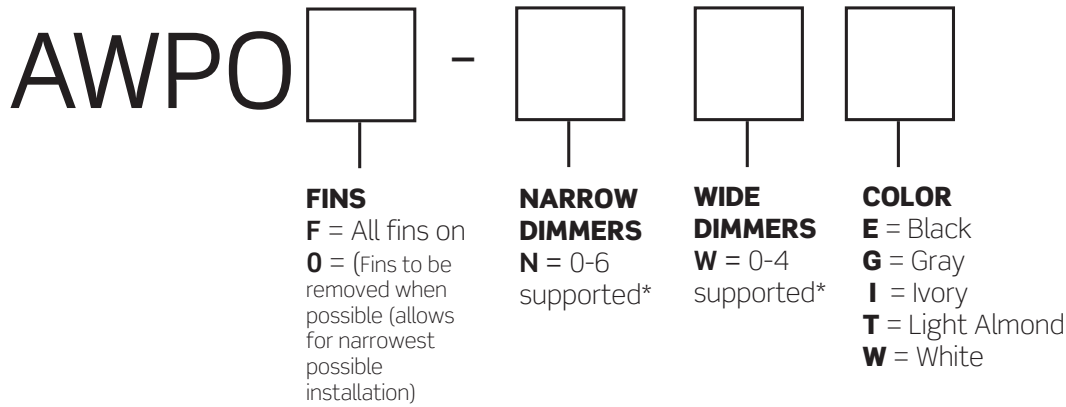 AWPO -
FINS
F = All fins on
0 = (Fins to be
removed when
possible (allows
for narrowest
possible
installation)
NARROW
DIMMERS
N = 0-6
supported*
WIDE
DIMMERS
W = 0-4
supported*
COLOR
E = Black
G = Gray
I = Ivory
T = Light Almond
W = White